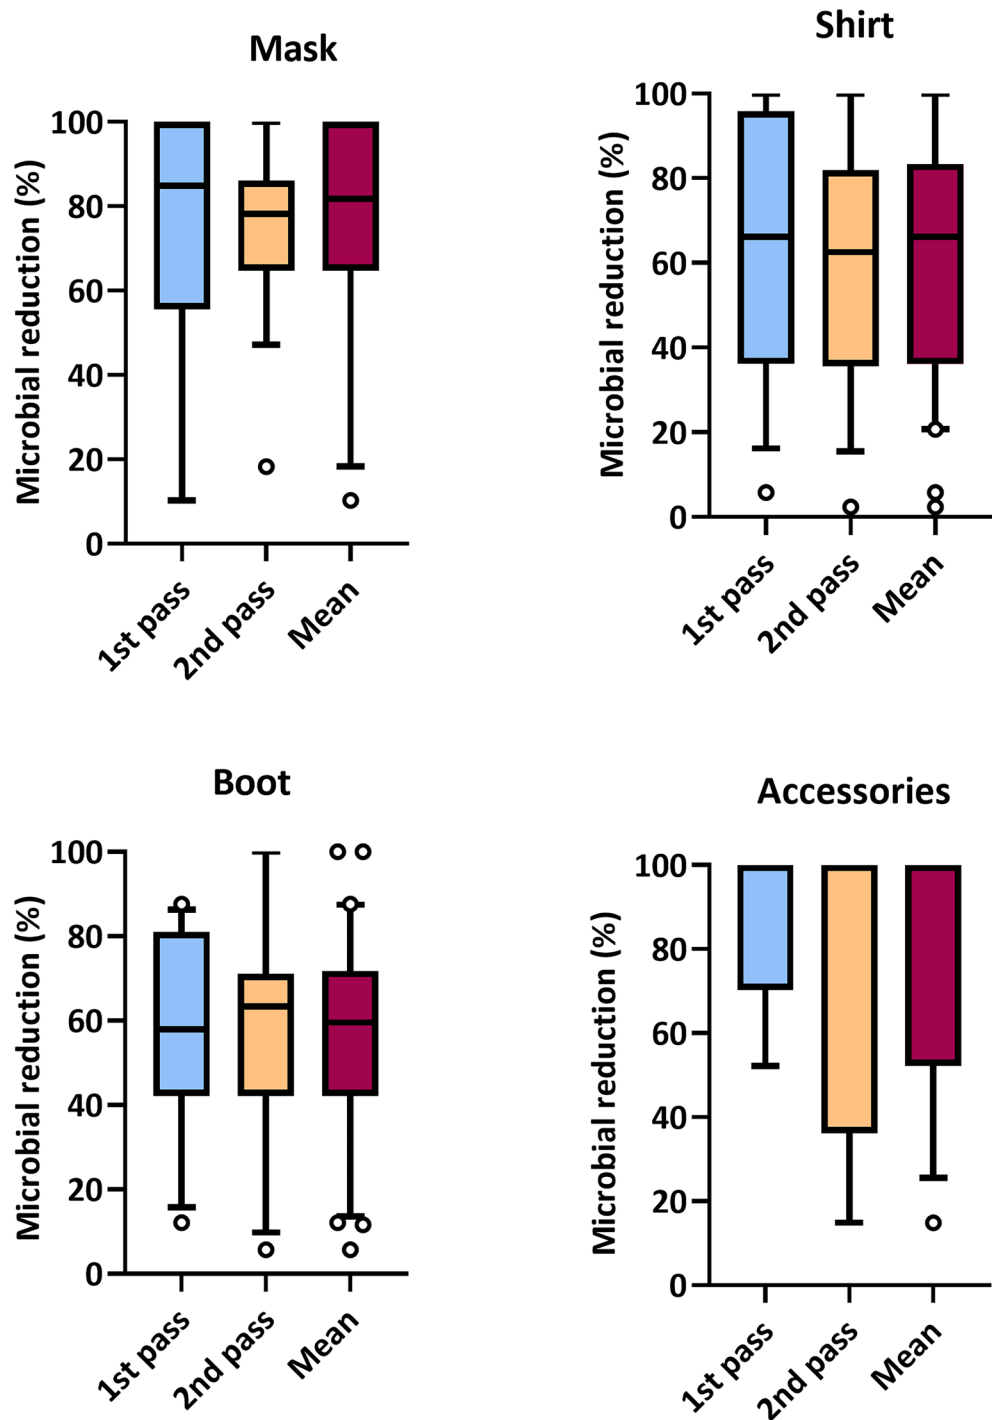 Mask
Microbial reduction (%)
100
80
60
40
20
0
1st pass
2nd pass
Mean
Shirt
Microbial reduction (%)
100
80
60
40
20
0
1st pass
2nd pass
Mean
Boot
Microbial reduction (%)
100
80
60
40
20
0
1st pass
2nd pass
Mean
Accessories
Microbial reduction (%)
100
80
60
40
20
0
1st pass
2nd pass
Mean